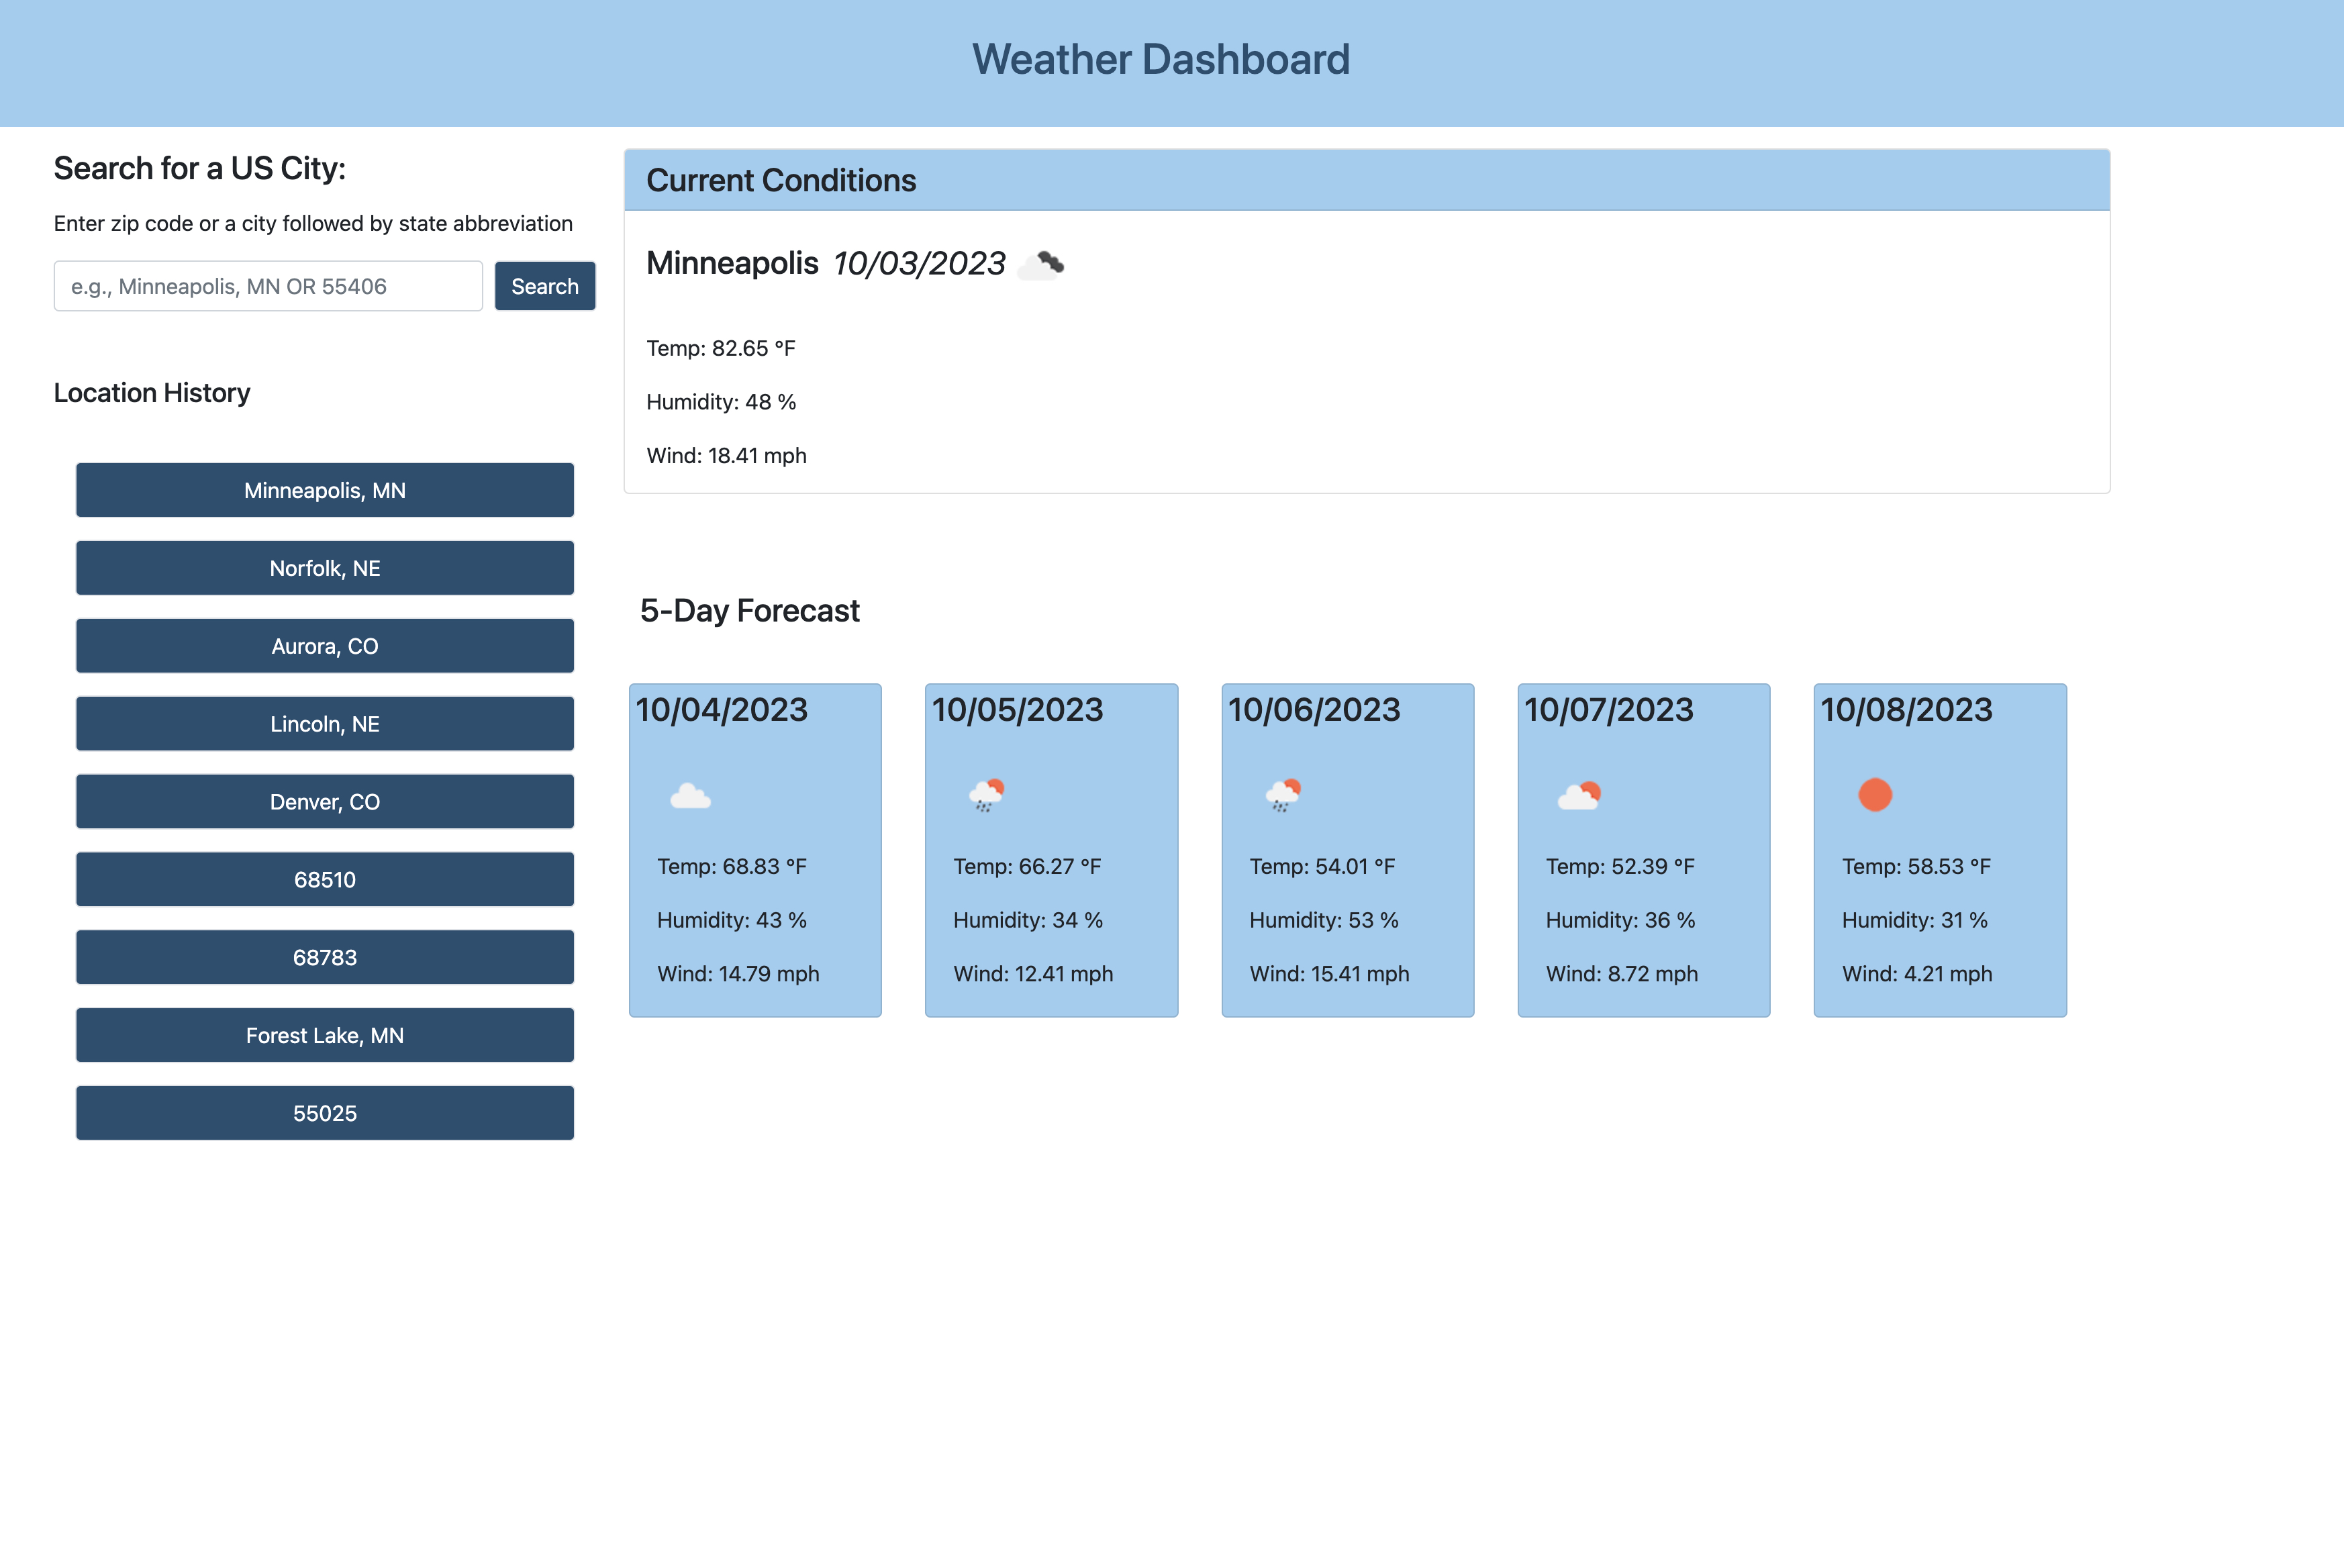 Weather Dashboard
Search for a US City:
Enter zip code or a city followed by state abbreviation
e.g., Minneapolis, MN OR 55406
Search
Location History
Minneapolis, MN
Norfolk, NE
Aurora, CO
Lincoln, NE
Denver, CO
68510
68783
Forest Lake, MN
55025
Current Conditions
Minneapolis 10/03/2023
Temp: 82.65 °F
Humidity: 48 %
Wind: 18.41 mph
5-Day Forecast
10/04/2023
Temp: 68.83 °F
Humidity: 43 %
Wind: 14.79 mph
10/05/2023
Temp: 66.27 °F
Humidity: 34 %
Wind: 12.41 mph
10/06/2023
Temp: 54.01 °F
Humidity: 53 %
Wind: 15.41 mph
10/07/2023
Temp: 52.39 °F
Humidity: 36 %
Wind: 8.72 mph
10/08/2023
Temp: 58.53 °F
Humidity: 31 %
Wind: 4.21 mph